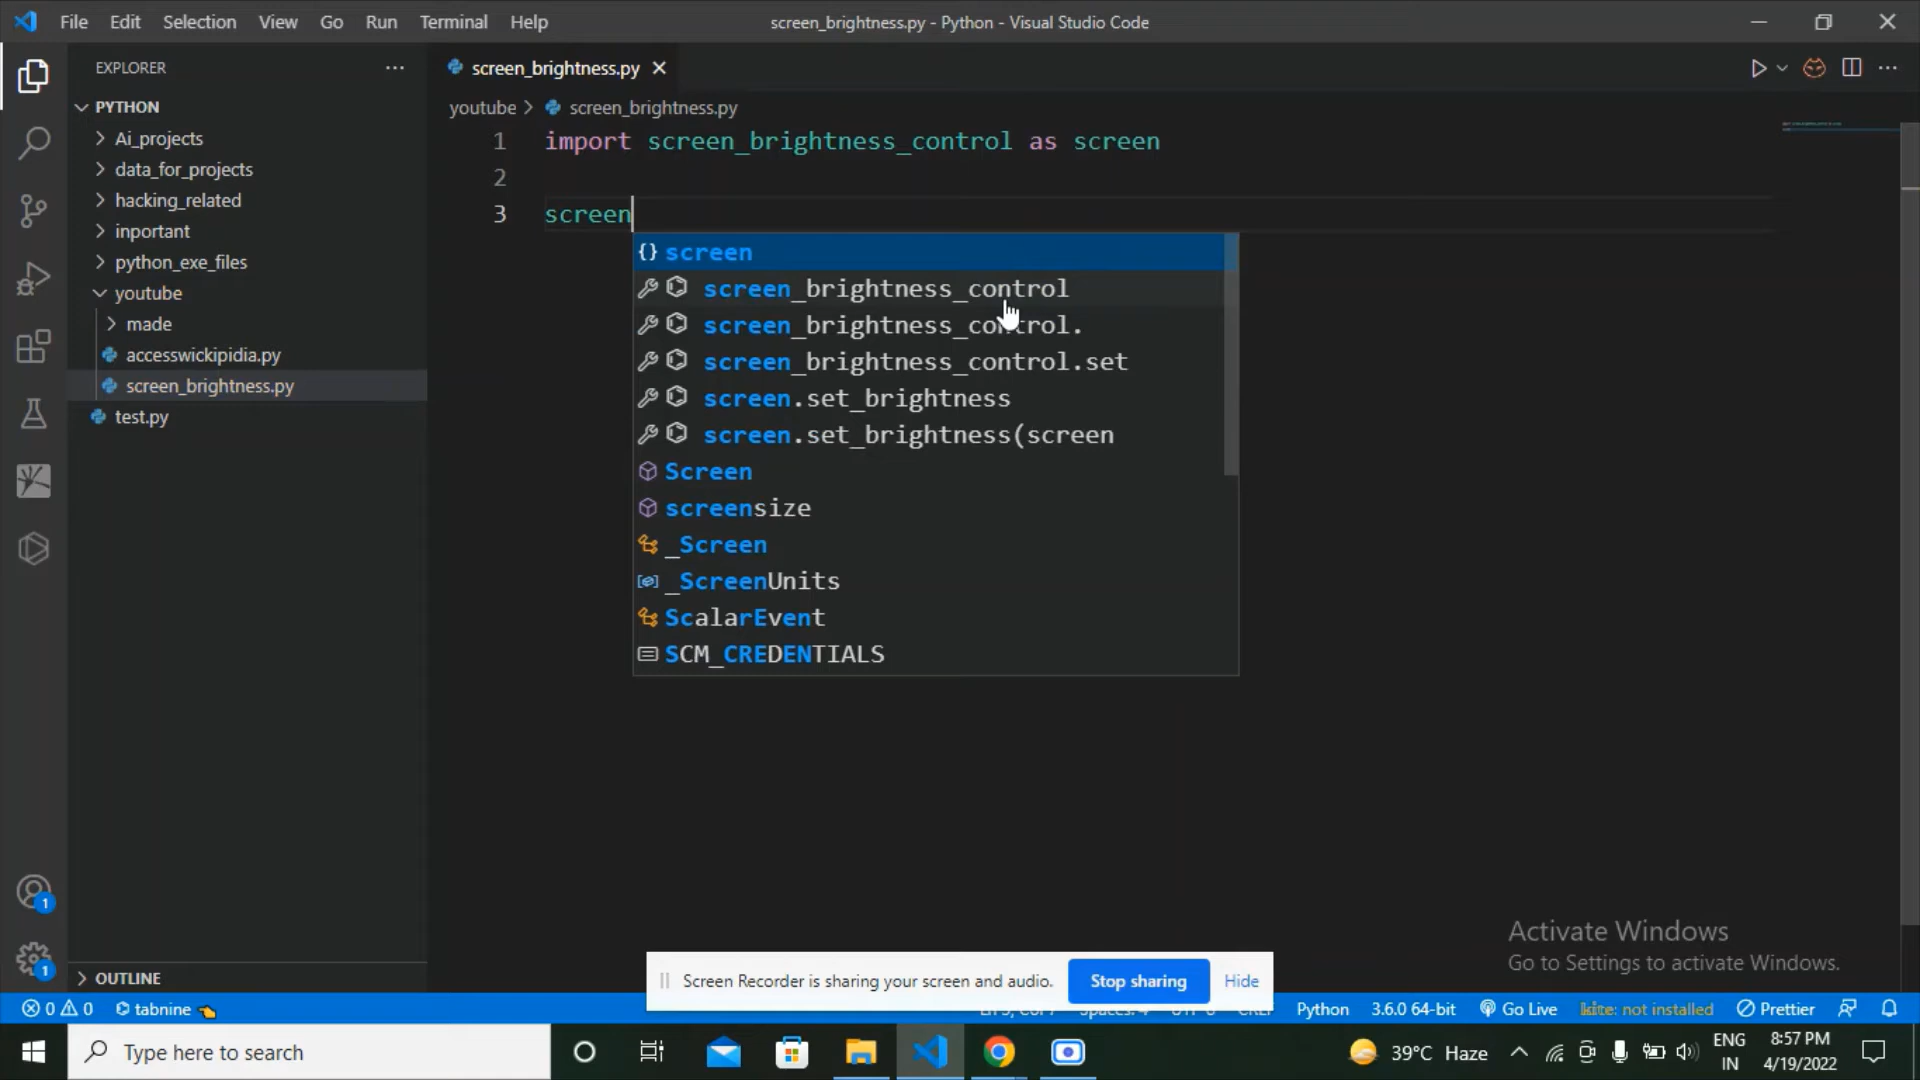 File Edit Selection View Go Run Terminal Help
screen_brightness.py - Python - Visual Studio Code
EXPLORER
PYTHON
Ai_projects
data_for_projects
hacking_related
inportant
python_exe_files
youtube
made
accesswickipidia.py
screen_brightness.py
test.py
OUTLINE
screen_brightness.py
youtube > screen_brightness.py
1 import screen_brightness_control as screen
2
3 screen
{} screen
screen_brightness_control
screen_brightness_control.
screen_brightness_control.set
screen.set_brightness
screen.set_brightness(screen
Screen
screensize
_Screen
_ScreenUnits
ScalarEvent
SCM_CREDENTIALS
Activate Windows
Go to Settings to activate Windows.
1
1
Screen Recorder is sharing your screen and audio. Stop sharing Hide
0 0 tabnine Python 3.6.0 64-bit Go Live kite: not installed Prettier
Type here to search
39°C Haze
ENG
IN
8:57 PM
4/19/2022